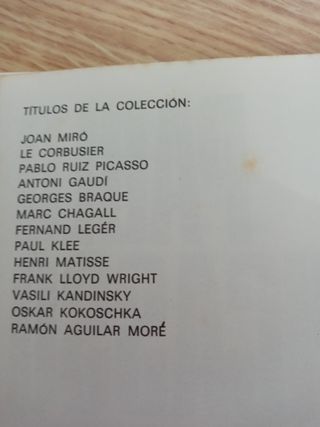 TÍTULOS DE LA COLECCIÓN:
JOAN MIRÓ
LE CORBUSIER
PABLO RUIZ PICASSO
ANTONI GAUDÍ
GEORGES BRAQUE
MARC CHAGALL
FERNAND LEGÉR
PAUL KLEE
HENRI MATISSE
FRANK LLOYD WRIGHT
VASILI KANDINSKY
OSKAR KOKOSCHKA
RAMÓN AGUILAR MORÉ